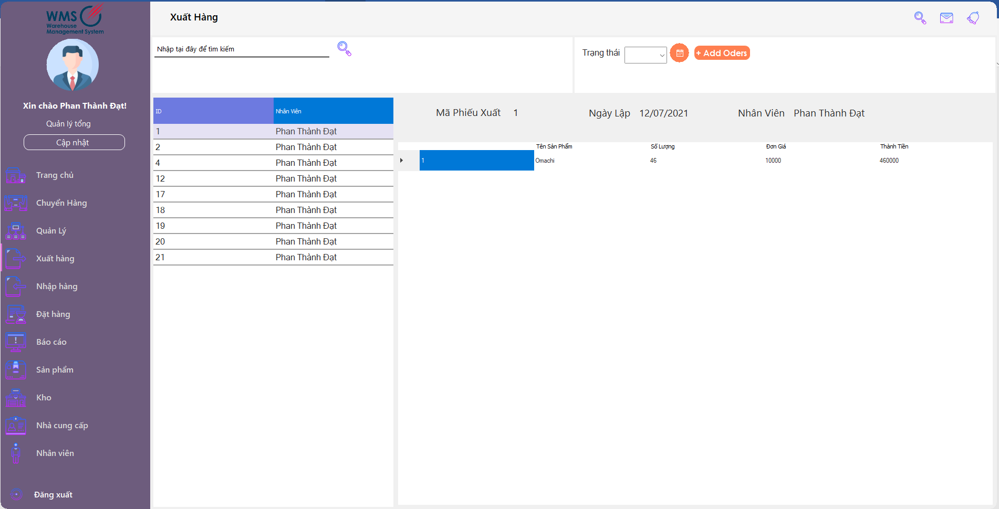 WMS
Warehouse
Management System
Xin chào Phan Thành Đạt!
Quản lý tổng
Cập nhật
Trang chủ
Chuyển Hàng
Quản Lý
Xuất hàng
Nhập hàng
Đặt hàng
Báo cáo
Sản phẩm
Kho
Nhà cung cấp
Nhân viên
Đăng xuất
Xuất Hàng
Nhập tại đây để tìm kiếm
Trạng thái
+ Add Oders
ID Nhân Viên
1 Phan Thành Đạt
2 Phan Thành Đạt
4 Phan Thành Đạt
12 Phan Thành Đạt
17 Phan Thành Đạt
18 Phan Thành Đạt
19 Phan Thành Đạt
20 Phan Thành Đạt
21 Phan Thành Đạt
Mã Phiếu Xuất 1 Ngày Lập 12/07/2021 Nhân Viên Phan Thành Đạt
Tên Sản Phẩm Số Lượng Đơn Giá Thành Tiền
1 Omachi 46 10000 460000